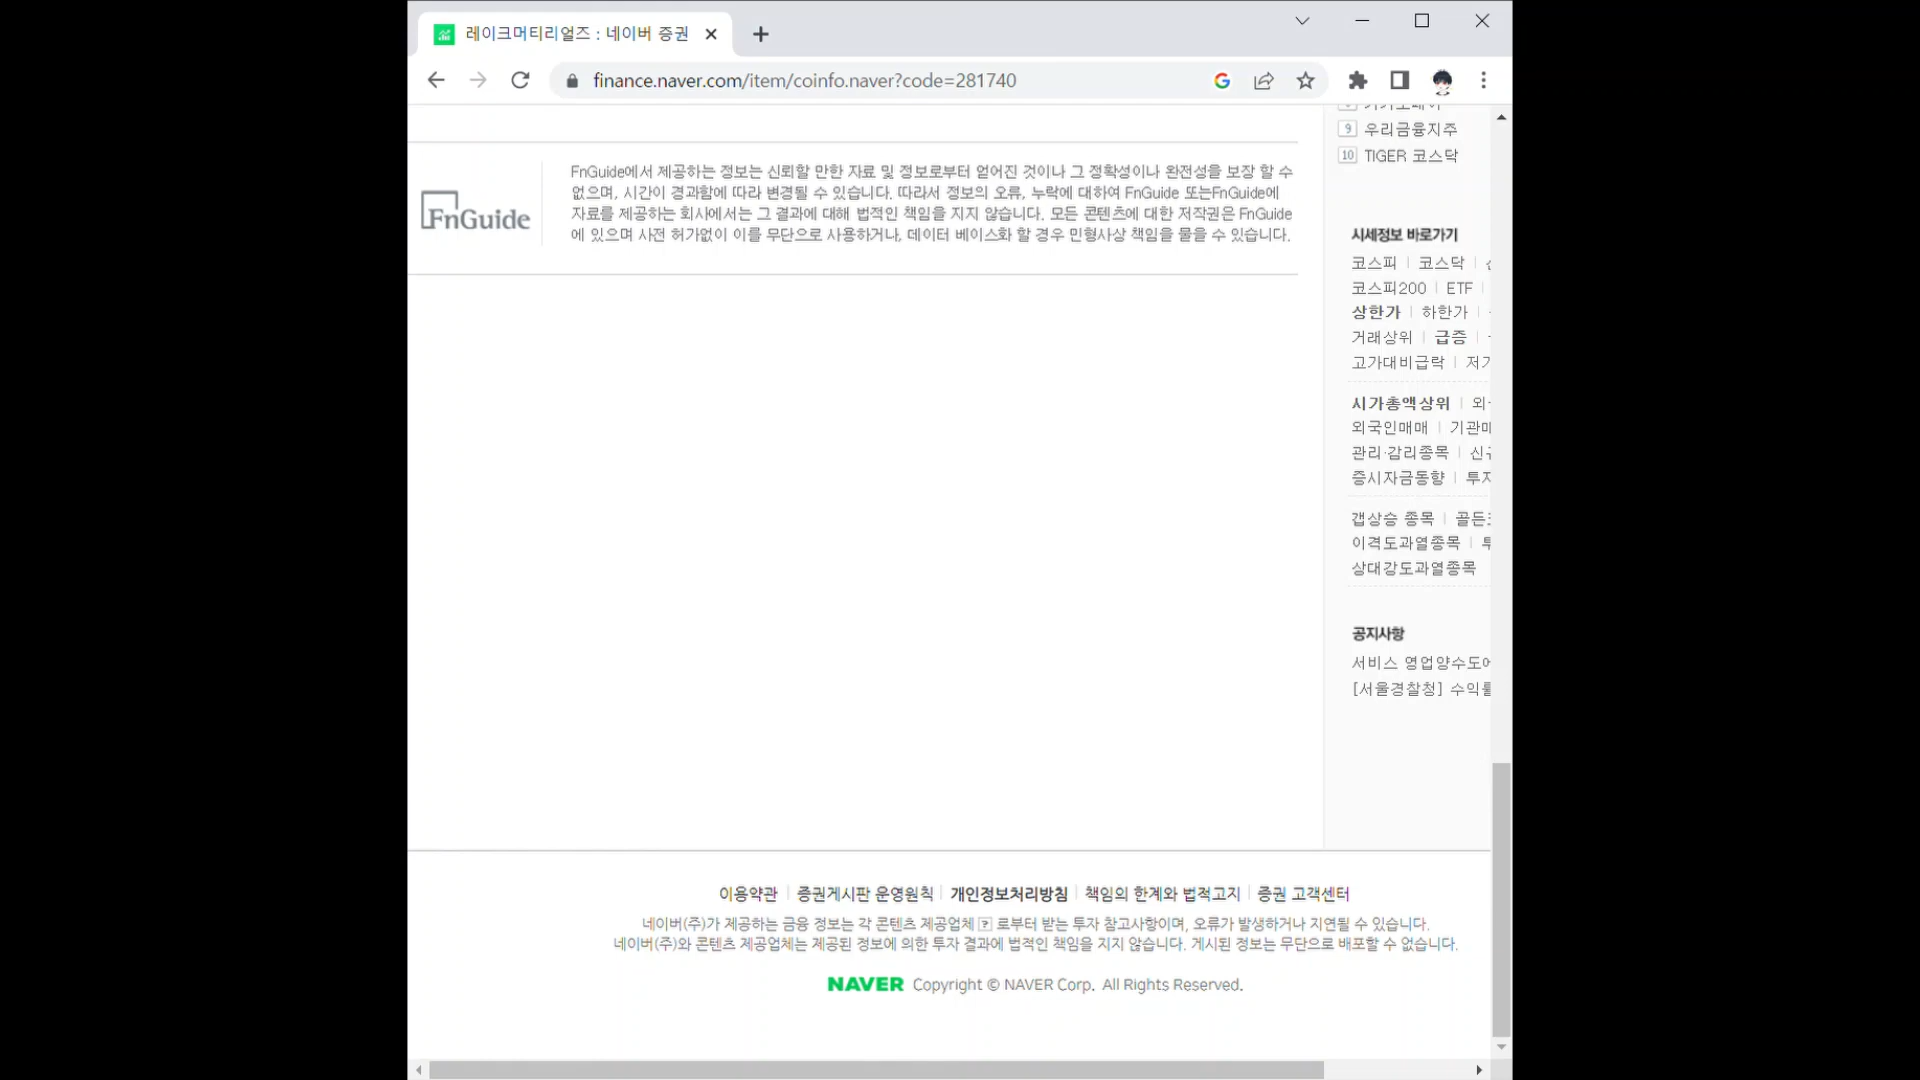 레이크머티리얼즈 : 네이버 증권
finance.naver.com/item/coinfo.naver?code=281740
9 우리금융지주
10 TIGER 코스닥
FnGuide
FnGuide에서 제공하는 정보는 신뢰할 만한 자료 및 정보로부터 얻어진 것이나 그 정확성이나 완전성을 보장 할 수
없으며, 시간이 경과함에 따라 변경될 수 있습니다. 따라서 정보의 오류, 누락에 대하여 FnGuide 또는FnGuide에
자료를 제공하는 회사에서는 그 결과에 대해 법적인 책임을 지지 않습니다. 모든 콘텐츠에 대한 저작권은 FnGuide
에 있으며 사전 허가없이 이를 무단으로 사용하거나, 데이터 베이스화 할 경우 민형사상 책임을 물을 수 있습니다.
시세정보 바로가기
코스피 | 코스닥 |
코스피200 | ETF |
상한가 | 하한가 |
거래상위 | 급증 |
고가대비급락 |
시가총액상위 |
외국인매매 |
관리·감리종목 |
증시자금동향 |
갭상승 종목 |
이격도과열종목 |
상대강도과열종목
공지사항
서비스 영업양수도
[서울경찰청]
이용약관 | 증권게시판 운영원칙 | 개인정보처리방침 | 책임의 한계와 법적고지 | 증권 고객센터
네이버(주)가 제공하는 금융 정보는 각 콘텐츠 제공업체 ? 로부터 받는 투자 참고사항이며, 오류가 발생하거나 지연될 수 있습니다.
네이버(주)와 콘텐츠 제공업체는 제공된 정보에 의한 투자 결과에 법적인 책임을 지지 않습니다. 게시된 정보는 무단으로 배포할 수 없습니다.
NAVER Copyright © NAVER Corp. All Rights Reserved.